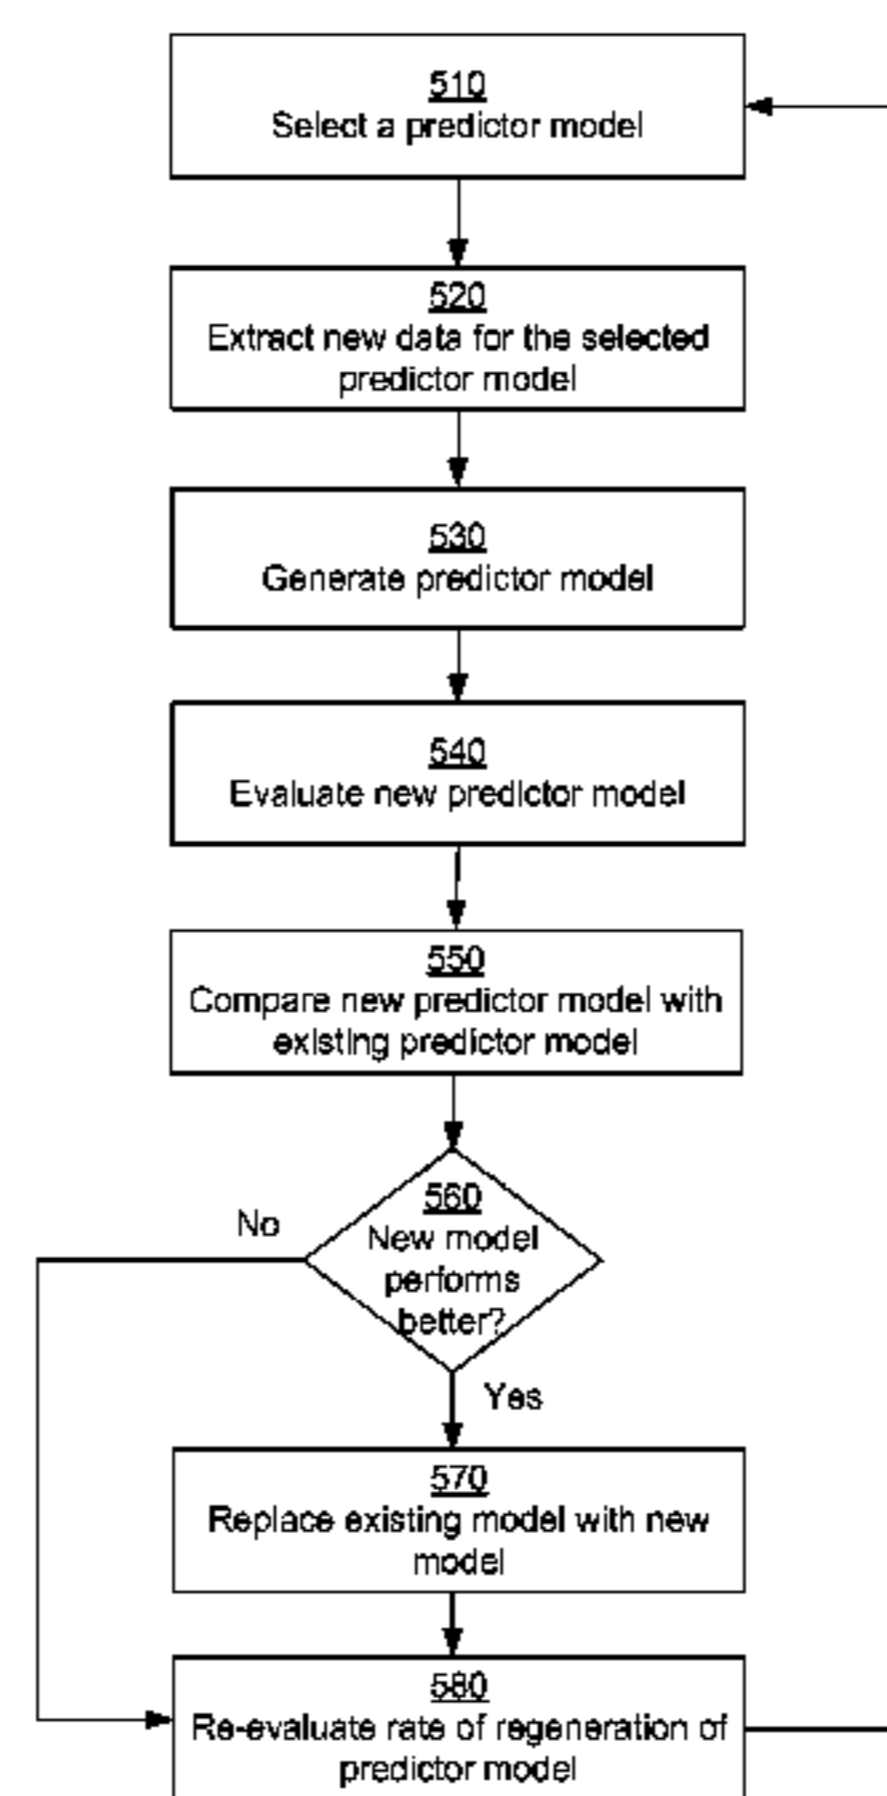 510
Select a predictor model
520
Extract new data for the selected
predictor model
530
Generate predictor model
540
Evaluate new predictor model
550
Compare new predictor model with
existing predictor model
560
New model
performs
better?
No
Yes
570
Replace existing model with new
model
580
Re-evaluate rate of regeneration of
predictor model